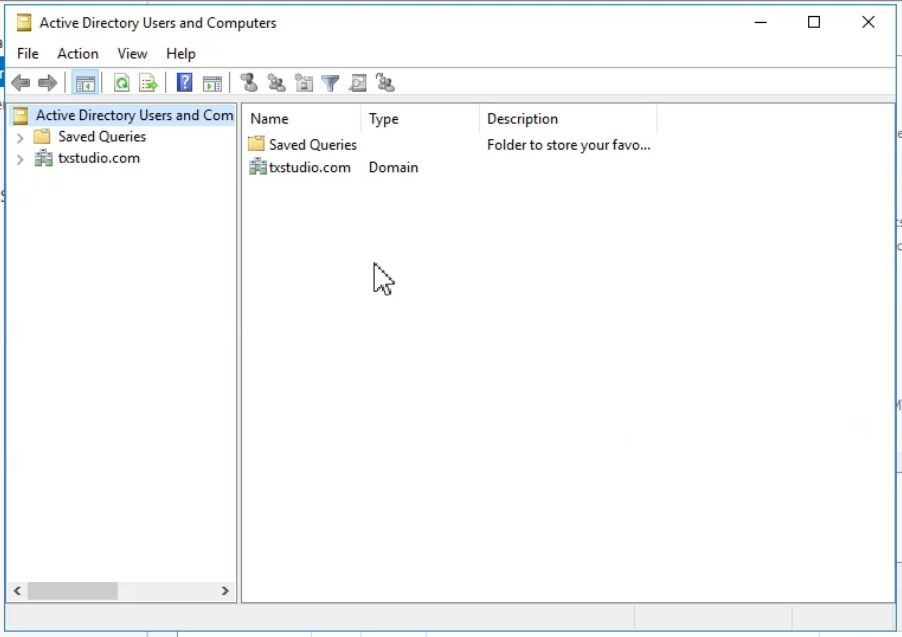 Active Directory Users and Computers
File Action View Help
Active Directory Users and Com
Saved Queries
txstudio.com
Name Type Description
Saved Queries Folder to store your favo...
txstudio.com Domain